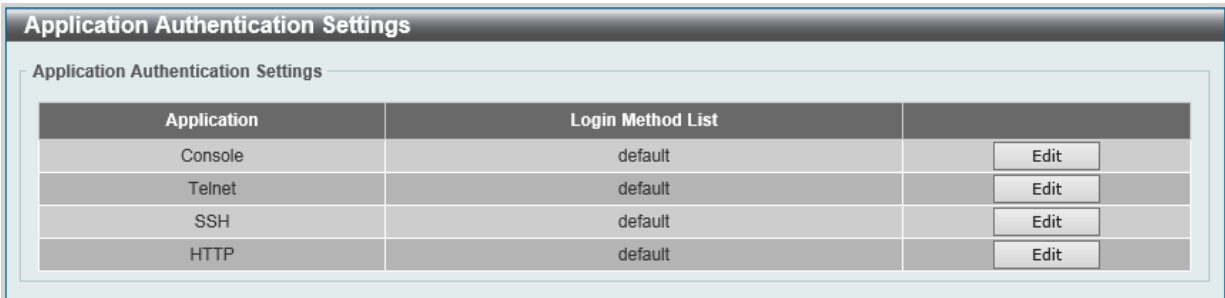 Application Authentication Settings
Application Authentication Settings
Application Login Method List
Console default Edit
Telnet default Edit
SSH default Edit
HTTP default Edit